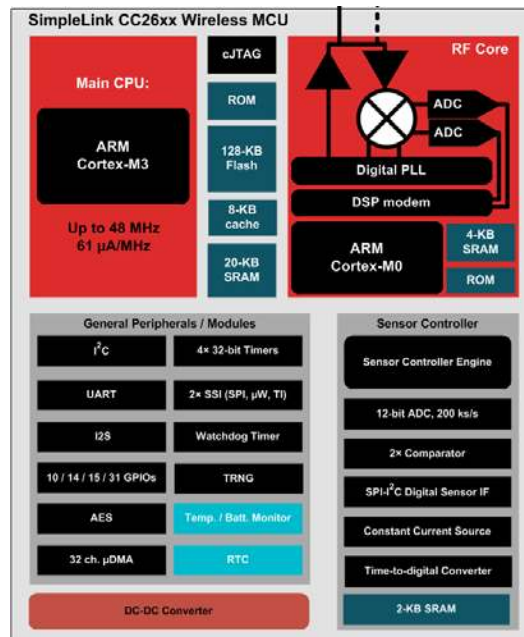 SimpleLink CC26xx Wireless MCU
Main CPU:
ARM
Cortex-M3
Up to 48 MHz
61 µA/MHz
cJTAG
ROM
128-KB
Flash
8-KB
cache
20-KB
SRAM
RF Core
ADC
ADC
Digital PLL
DSP modem
ARM
Cortex-M0
4-KB
SRAM
ROM
General Peripherals / Modules
I²C
4× 32-bit Timers
UART
2× SSI (SPI, µW, TI)
I2S
Watchdog Timer
10 / 14 / 15 / 31 GPIOs
TRNG
AES
Temp. / Batt. Monitor
32 ch. µDMA
RTC
Sensor Controller
Sensor Controller Engine
12-bit ADC, 200 ks/s
2× Comparator
SPI-I²C Digital Sensor IF
Constant Current Source
Time-to-digital Converter
2-KB SRAM
DC-DC Converter